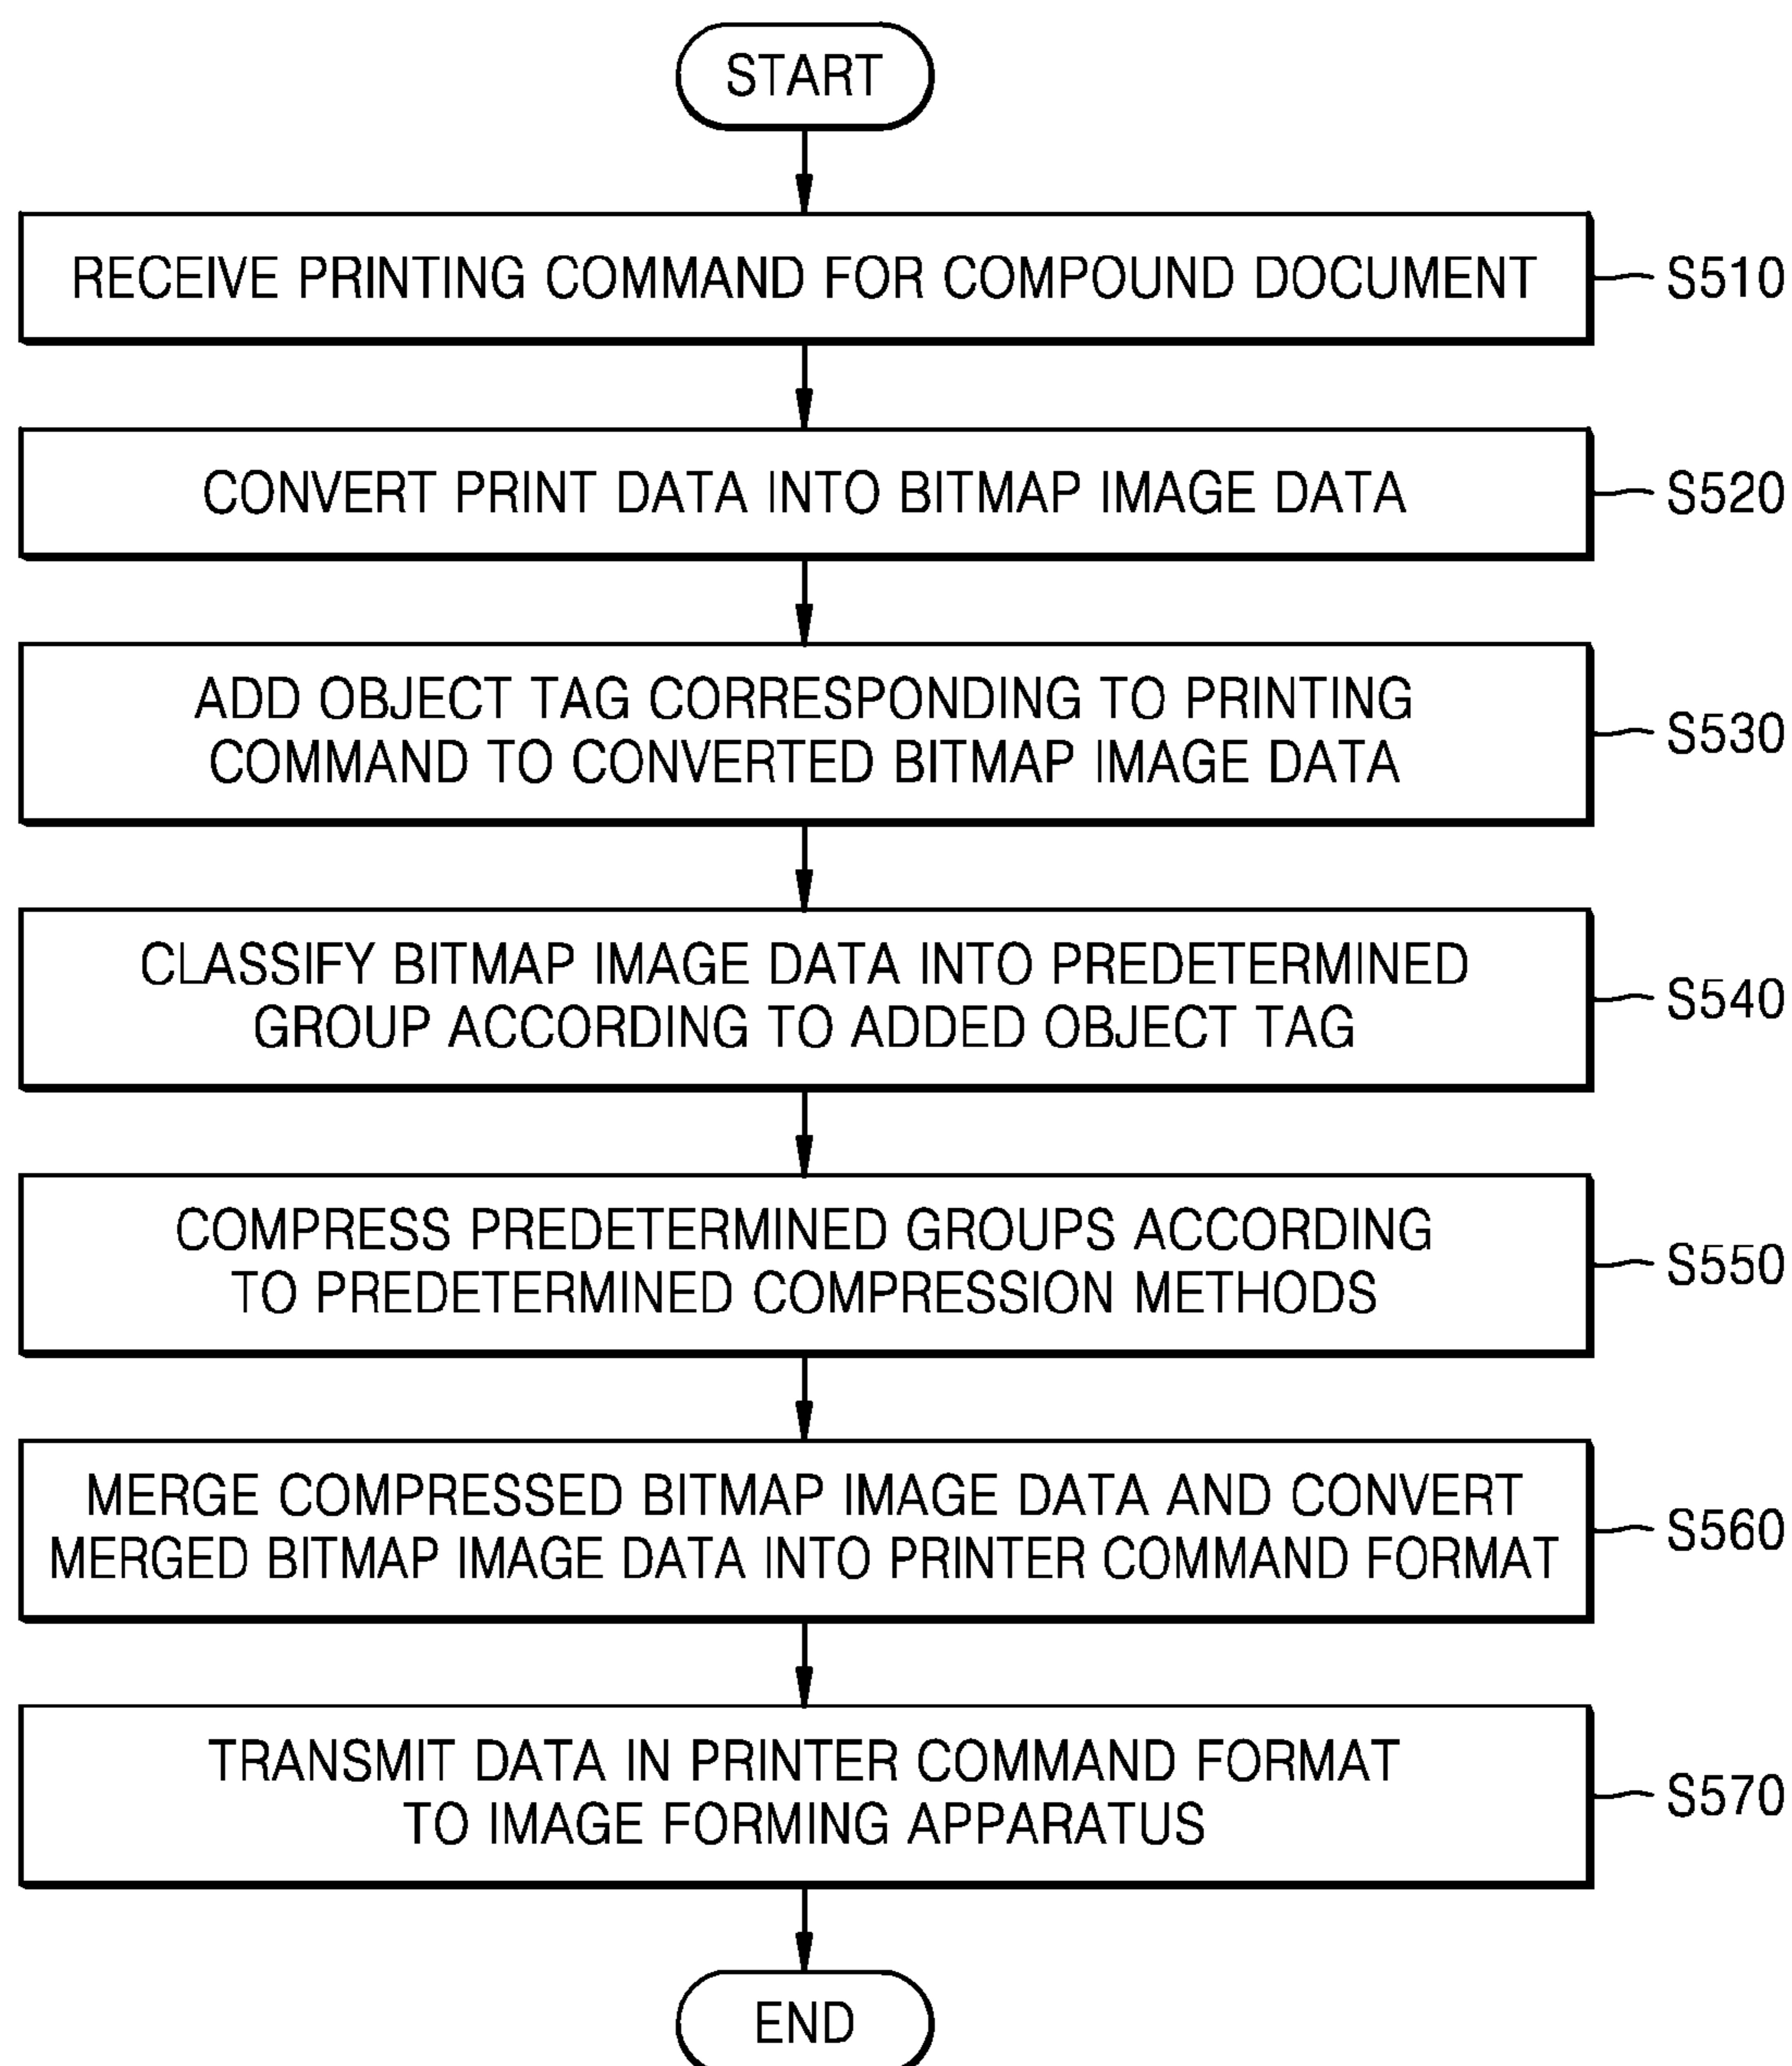 START
RECEIVE PRINTING COMMAND FOR COMPOUND DOCUMENT
S510
CONVERT PRINT DATA INTO BITMAP IMAGE DATA
S520
ADD OBJECT TAG CORRESPONDING TO PRINTING
COMMAND TO CONVERTED BITMAP IMAGE DATA
S530
CLASSIFY BITMAP IMAGE DATA INTO PREDETERMINED
GROUP ACCORDING TO ADDED OBJECT TAG
S540
COMPRESS PREDETERMINED GROUPS ACCORDING
TO PREDETERMINED COMPRESSION METHODS
S550
MERGE COMPRESSED BITMAP IMAGE DATA AND CONVERT
MERGED BITMAP IMAGE DATA INTO PRINTER COMMAND FORMAT
S560
TRANSMIT DATA IN PRINTER COMMAND FORMAT
TO IMAGE FORMING APPARATUS
S570
END